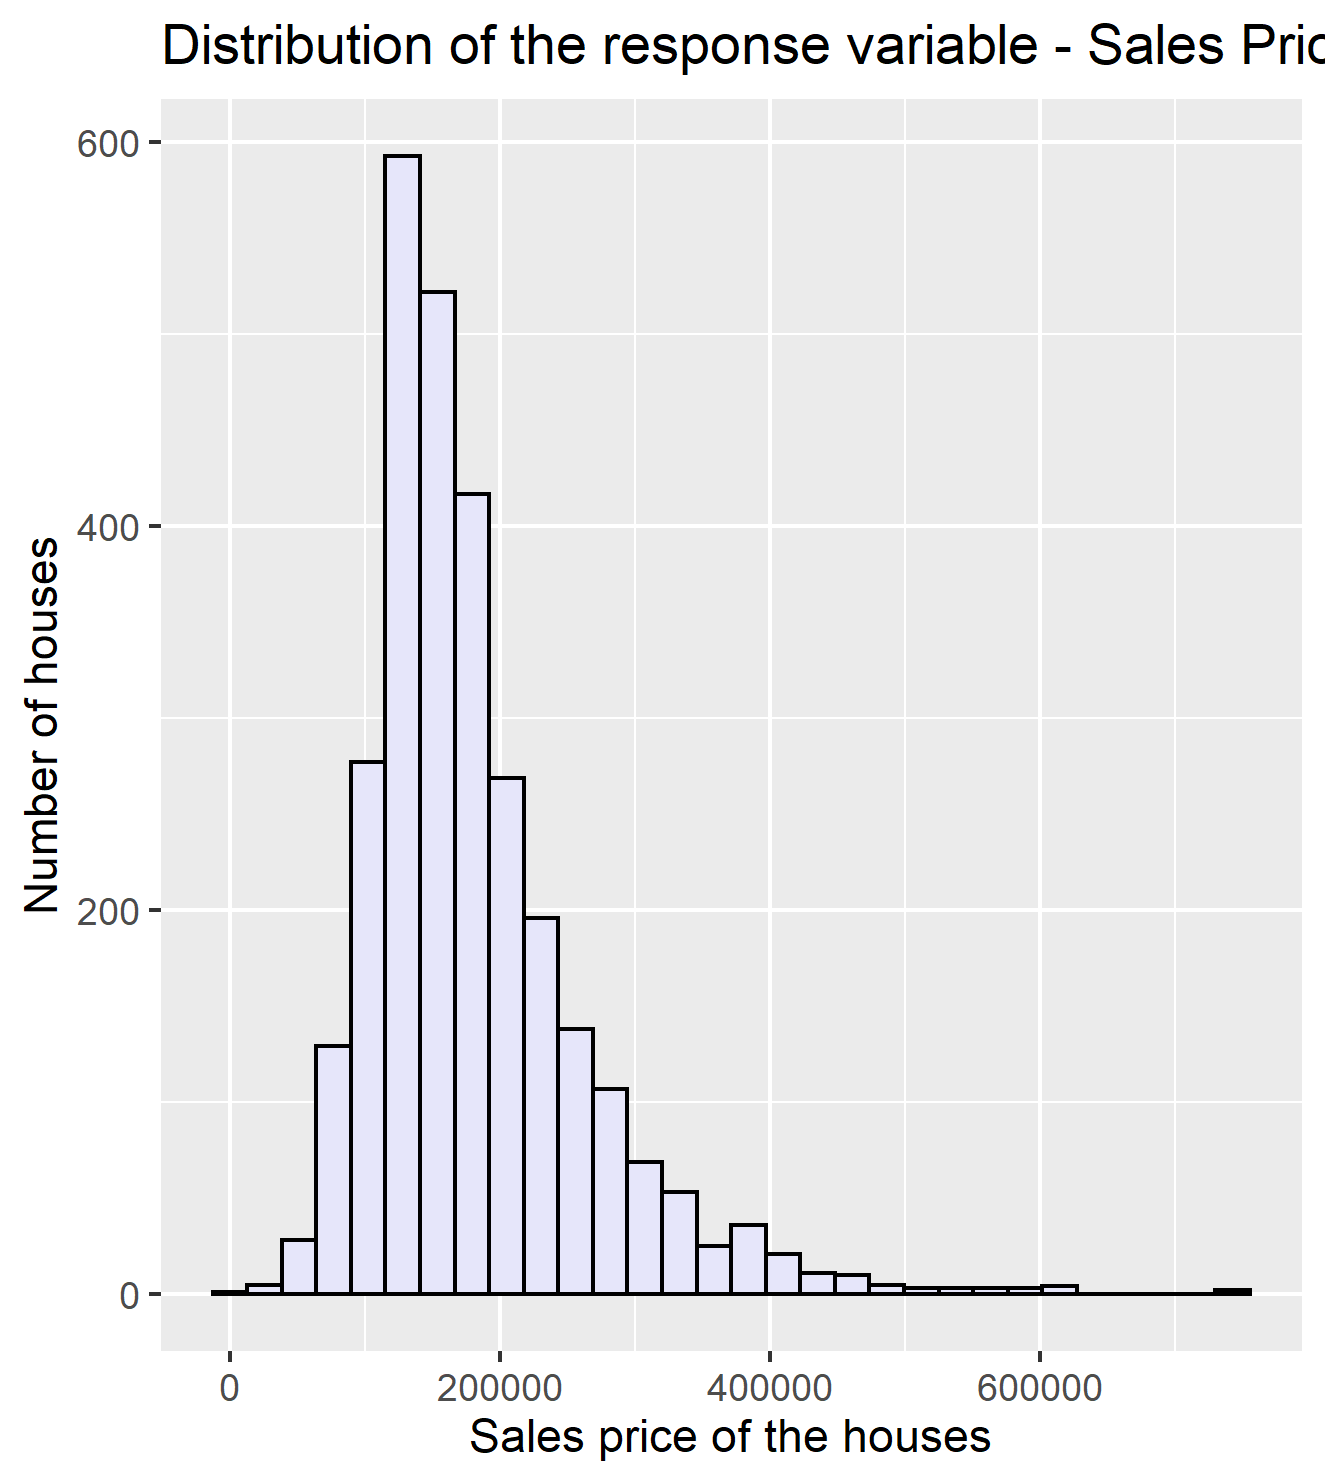 Distribution of the response variable - Sales Pric
600
400
200
0
Number of houses
0 200000 400000 600000
Sales price of the houses